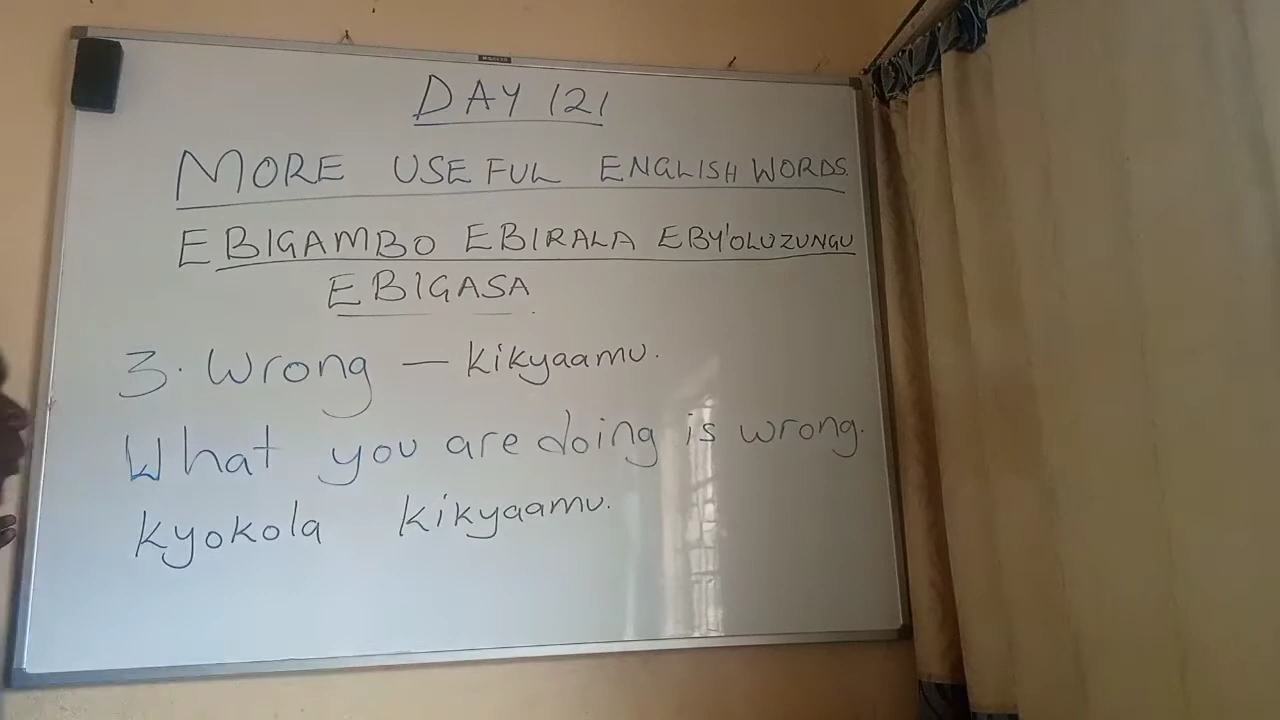 DAY 121
MORE USEFUL ENGLISH WORDS.
EBIGAMBO EBIRALA EBY'OLUZUNGU
EBIGASA
3. Wrong — kikyaamu.
What you are doing is wrong.
kyokola kikyaamu.